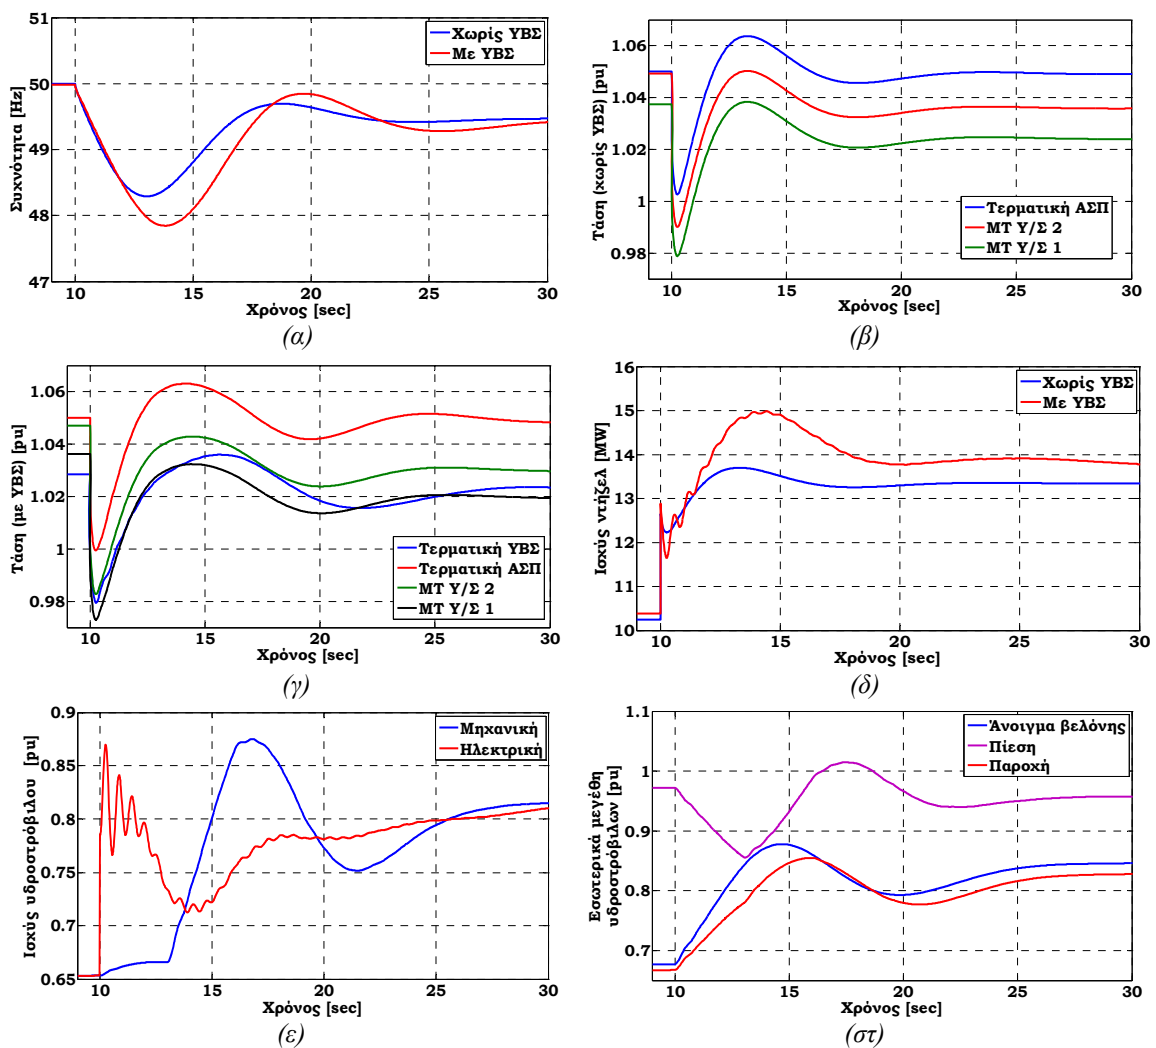 51
50
49
48
47
Συχνότητα [Hz]
Χωρίς ΥΒΣ
Με ΥΒΣ
10 15 20 25 30
Χρόνος [sec]
(α)
1.06
1.04
1.02
1
0.98
Τάση (χωρίς ΥΒΣ) [pu]
Τερματική ΑΣΠ
ΜΤ Υ/Σ 2
ΜΤ Υ/Σ 1
10 15 20 25 30
Χρόνος [sec]
(β)
1.06
1.04
1.02
1
0.98
Τάση (με ΥΒΣ) [pu]
Τερματική ΥΒΣ
Τερματική ΑΣΠ
ΜΤ Υ/Σ 2
ΜΤ Υ/Σ 1
10 15 20 25 30
Χρόνος [sec]
(γ)
16
15
14
13
12
11
10
Ισχύς ντήζελ [MW]
Χωρίς ΥΒΣ
Με ΥΒΣ
10 15 20 25 30
Χρόνος [sec]
(δ)
0.9
0.85
0.8
0.75
0.7
0.65
Ισχύς υδροστρόβιλου [pu]
Μηχανική
Ηλεκτρική
10 15 20 25 30
Χρόνος [sec]
(ε)
1.1
1
0.9
0.8
0.7
Εσωτερικά μεγέθη
υδροστρόβιλων [pu]
Άνοιγμα βελόνης
Πίεση
Παροχή
10 15 20 25 30
Χρόνος [sec]
(στ)